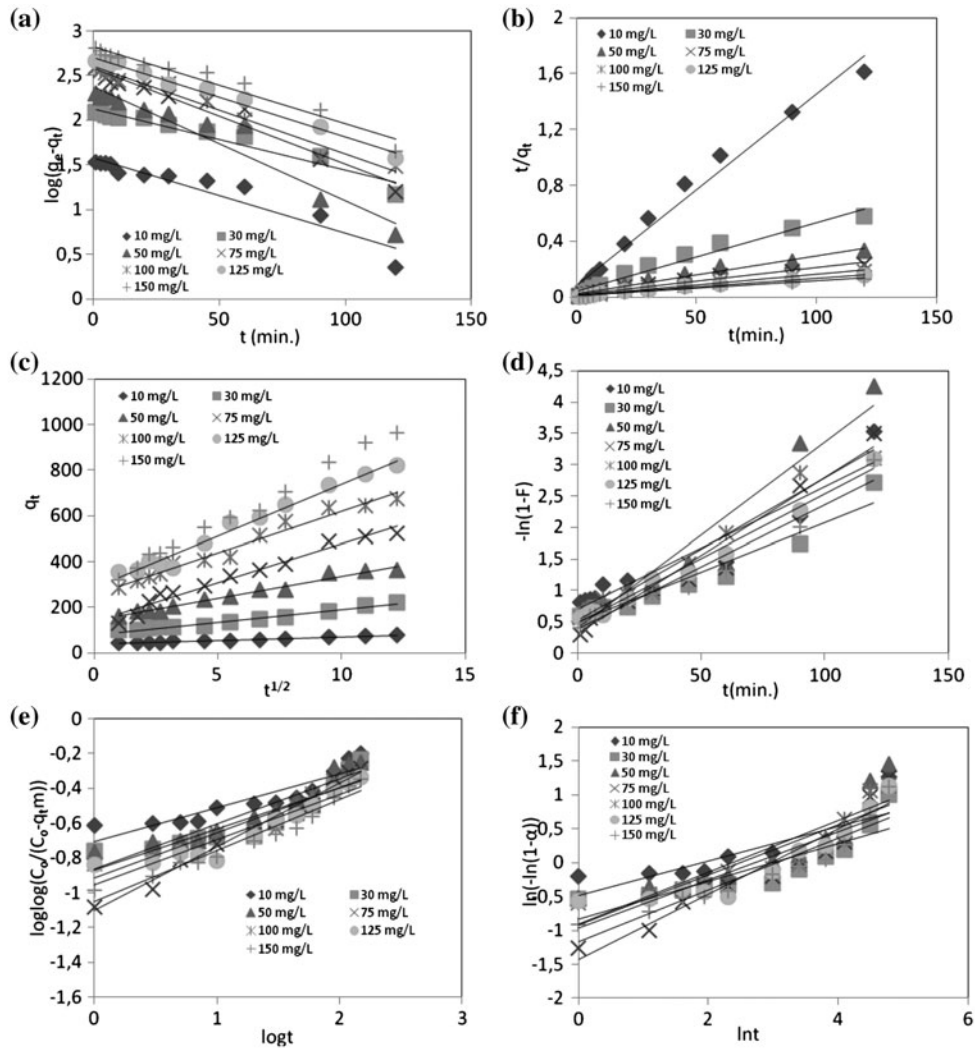 (a)
3
2,5
2
1,5
1
0,5
0
log(qe-qt)
0
50
100
150
t (min.)
10 mg/L
30 mg/L
50 mg/L
75 mg/L
100 mg/L
125 mg/L
150 mg/L
(b)
2
1,6
1,2
0,8
0,4
0
t/qt
0
50
100
150
t(min.)
10 mg/L
30 mg/L
50 mg/L
75 mg/L
100 mg/L
125 mg/L
150 mg/L
(c)
1200
1000
800
600
400
200
0
qt
0
5
10
15
t1/2
10 mg/L
30 mg/L
50 mg/L
75 mg/L
100 mg/L
125 mg/L
150 mg/L
(d)
4,5
4
3,5
3
2,5
2
1,5
1
0,5
0
-ln(1-F)
0
50
100
150
t(min.)
10 mg/L
30 mg/L
50 mg/L
75 mg/L
100 mg/L
125 mg/L
150 mg/L
(e)
0
-0,2
-0,4
-0,6
-0,8
-1
-1,2
-1,4
-1,6
loglog(Co/(Co-qtm))
0
1
2
3
logt
10 mg/L
30 mg/L
50 mg/L
75 mg/L
100 mg/L
125 mg/L
150 mg/L
(f)
2
1,5
1
0,5
0
-0,5
-1
-1,5
-2
ln(-ln(1-α))
0
2
4
6
lnt
10 mg/L
30 mg/L
50 mg/L
75 mg/L
100 mg/L
125 mg/L
150 mg/L